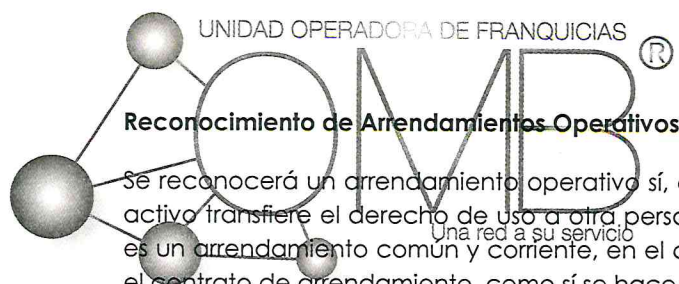 UNIDAD OPERADORA DE FRANQUICIAS
OMB®
Reconocimiento de Arrendamientos Operativos
Se reconocerá un arrendamiento operativo sí,
activo transfiere el derecho de uso a otra perso
Una red a su servicio
es un arrendamiento común y corriente, en el
el contrato de arrendamiento, como sí se hace